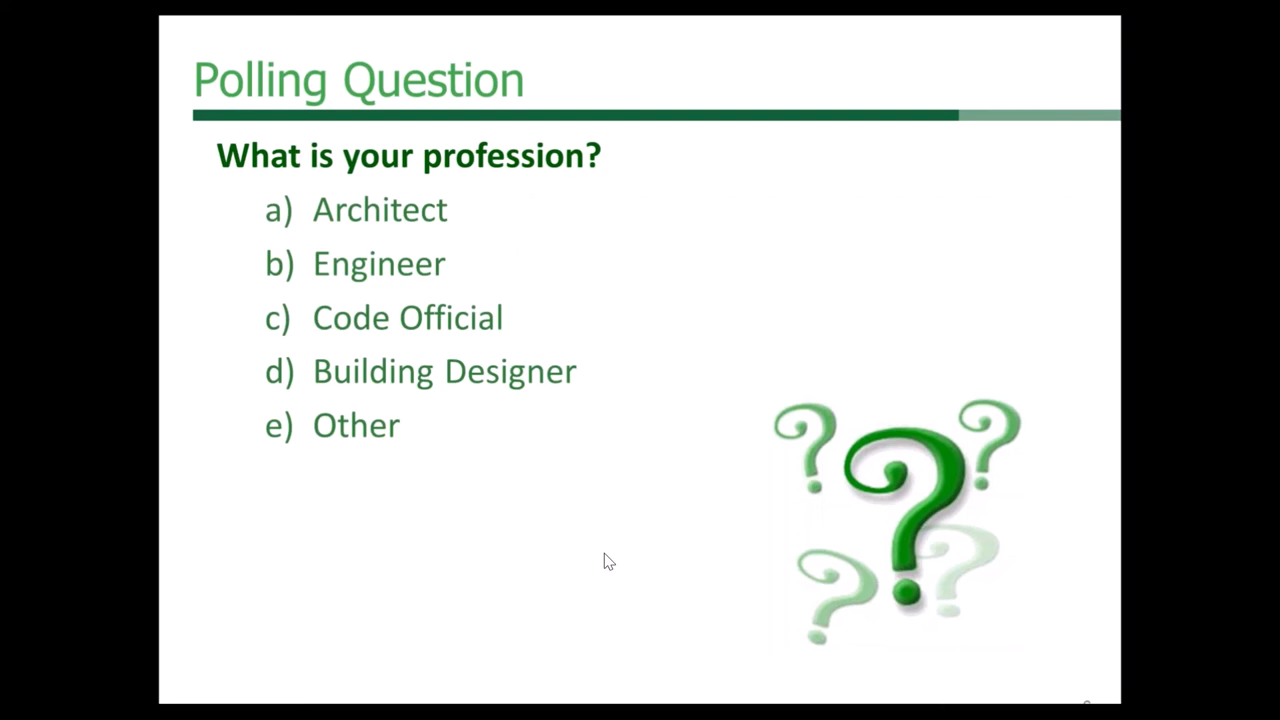 Polling Question
What is your profession?
a) Architect
b) Engineer
c) Code Official
d) Building Designer
e) Other